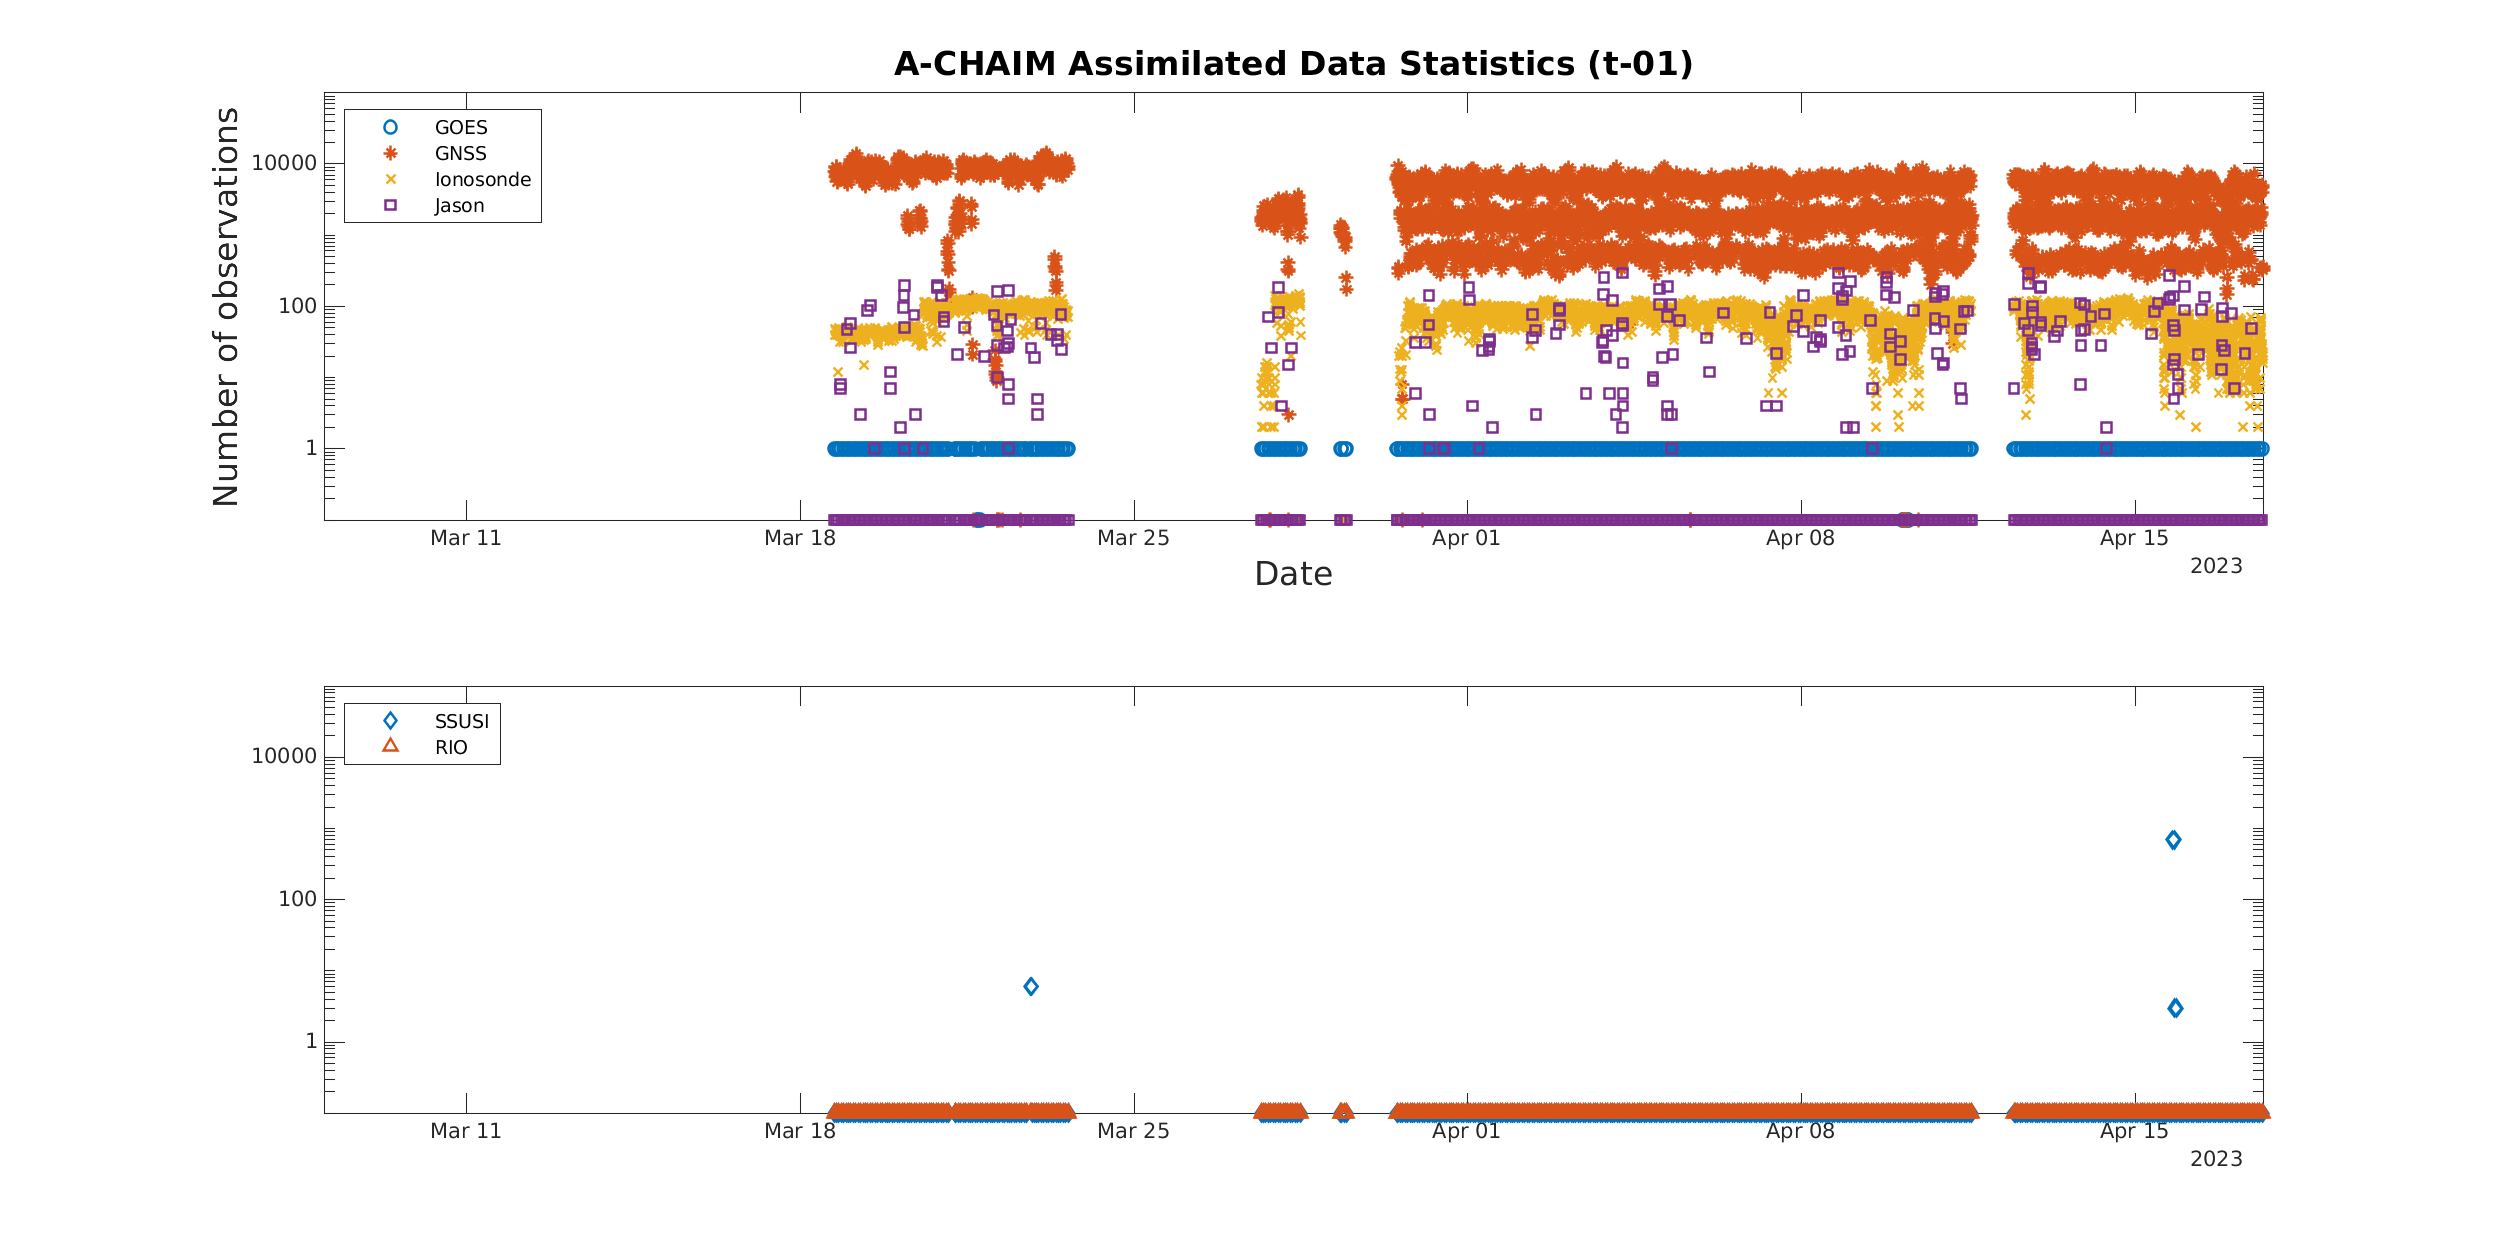 A-CHAIM Assimilated Data Statistics (t-01)
Number of observations
10000
100
1
GOES
GNSS
Ionosonde
Jason
Mar 11
Mar 18
Mar 25
Apr 01
Apr 08
Apr 15
2023
Date
10000
100
1
SSUSI
RIO
Mar 11
Mar 18
Mar 25
Apr 01
Apr 08
Apr 15
2023